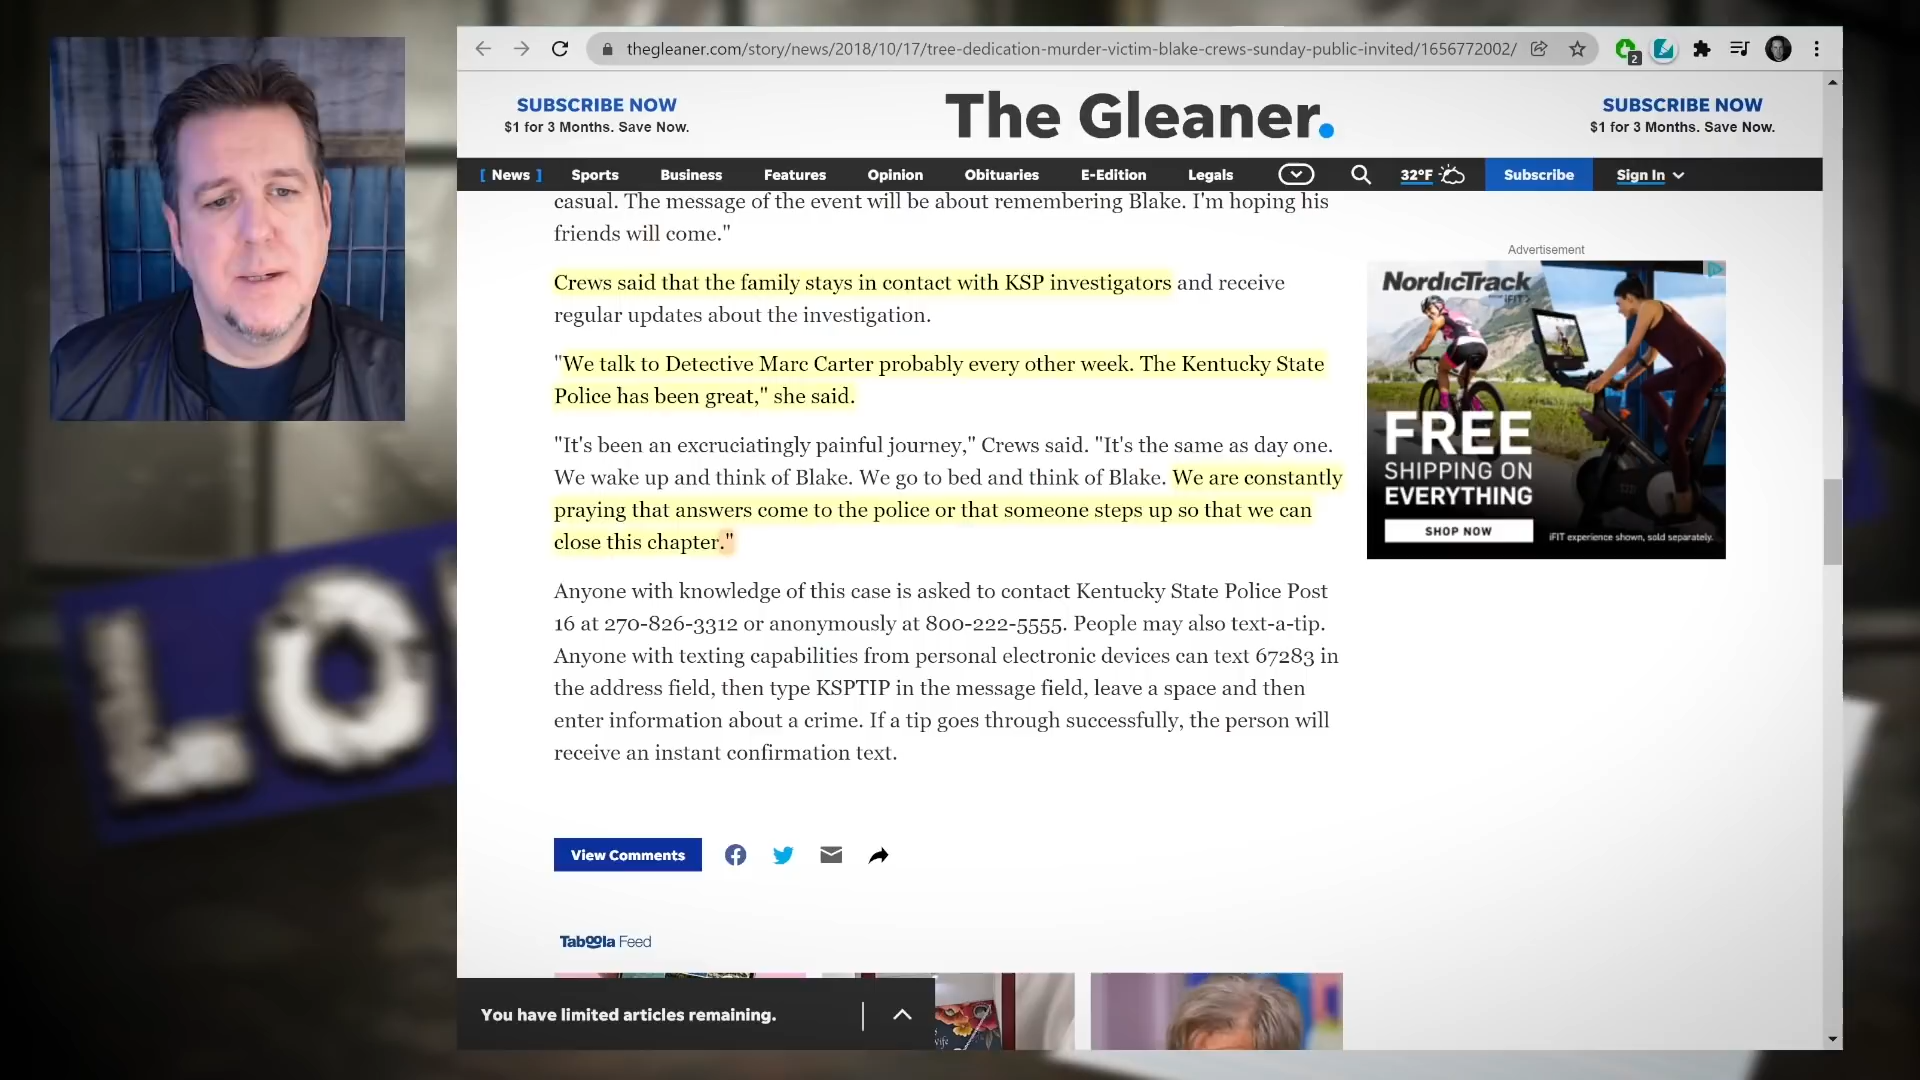 thegleaner.com/story/news/2018/10/17/tree-dedication-murder-victim-blake-crews-sunday-public-invited/1656772002/
2
SUBSCRIBE NOW
$1 for 3 Months. Save Now.
The Gleaner.
SUBSCRIBE NOW
$1 for 3 Months. Save Now.
[ News ] Sports Business Features Opinion Obituaries E-Edition Legals 32°F Subscribe Sign In
casual. The message of the event will be about remembering Blake. I'm hoping his
friends will come."
Crews said that the family stays in contact with KSP investigators and receive
regular updates about the investigation.
"We talk to Detective Marc Carter probably every other week. The Kentucky State
Police has been great," she said.
"It's been an excruciatingly painful journey," Crews said. "It's the same as day one.
We wake up and think of Blake. We go to bed and think of Blake. We are constantly
praying that answers come to the police or that someone steps up so that we can
close this chapter."
Anyone with knowledge of this case is asked to contact Kentucky State Police Post
16 at 270-826-3312 or anonymously at 800-222-5555. People may also text-a-tip.
Anyone with texting capabilities from personal electronic devices can text 67283 in
the address field, then type KSPTIP in the message field, leave a space and then
enter information about a crime. If a tip goes through successfully, the person will
receive an instant confirmation text.
Advertisement
NordicTrack
FREE
SHIPPING ON
EVERYTHING
SHOP NOW
iFIT experience shown, sold separately.
View Comments
Taboola Feed
You have limited articles remaining.
LO